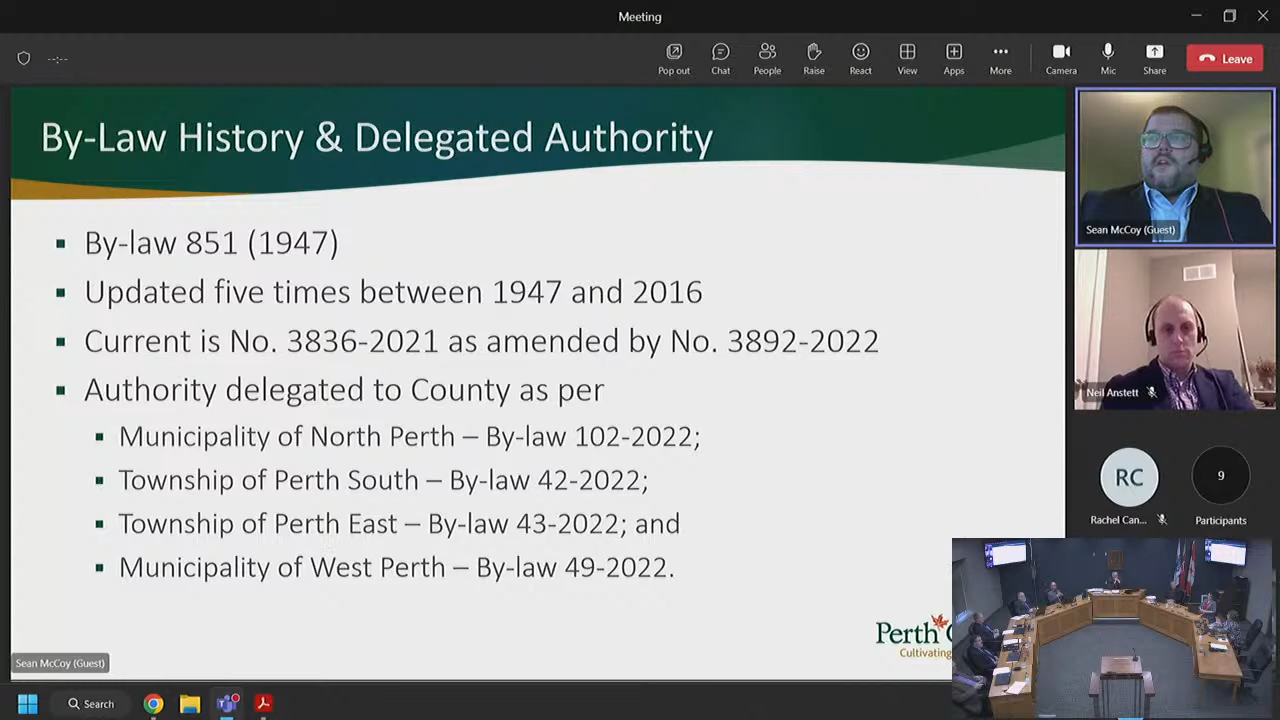 Meeting
--:--
Pop out
Chat
People
Raise
React
View
Apps
More
Camera
Mic
Share
Leave
By-Law History & Delegated Authority
▪ By-law 851 (1947)
▪ Updated five times between 1947 and 2016
▪ Current is No. 3836-2021 as amended by No. 3892-2022
▪ Authority delegated to County as per
▪ Municipality of North Perth – By-law 102-2022;
▪ Township of Perth South – By-law 42-2022;
▪ Township of Perth East – By-law 43-2022; and
▪ Municipality of West Perth – By-law 49-2022.
Perth
Cultivating
Sean McCoy (Guest)
Sean McCoy (Guest)
Neil Anstett
RC
Rachel Can...
9
Participants
Search